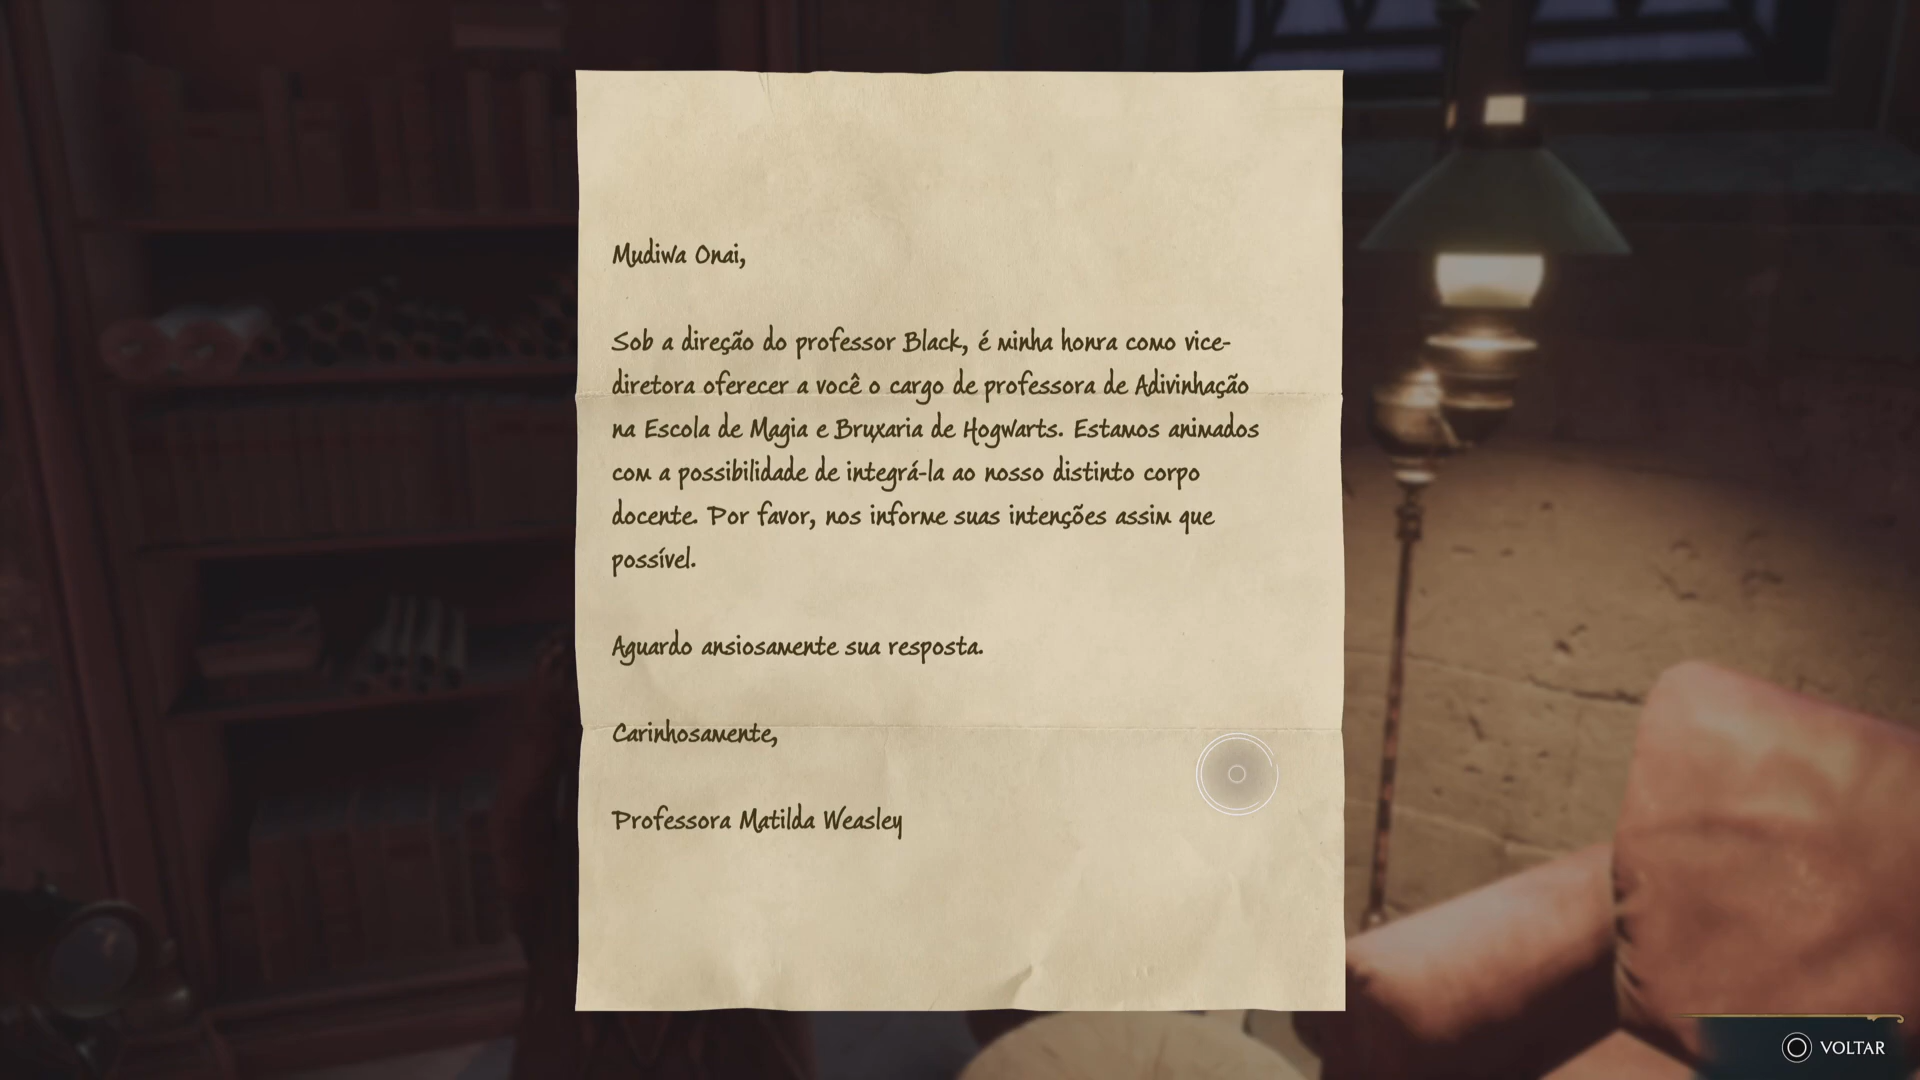 Mudiwa Onai,
Sob a direção do professor Black, é minha honra como vice-
diretora oferecer a você o cargo de professora de Adivinhação
na Escola de Magia e Bruxaria de Hogwarts. Estamos animados
com a possibilidade de integrá-la ao nosso distinto corpo
docente. Por favor, nos informe suas intenções assim que
possível.
Aguardo ansiosamente sua resposta.
Carinhosamente,
Professora Matilda Weasley
VOLTAR